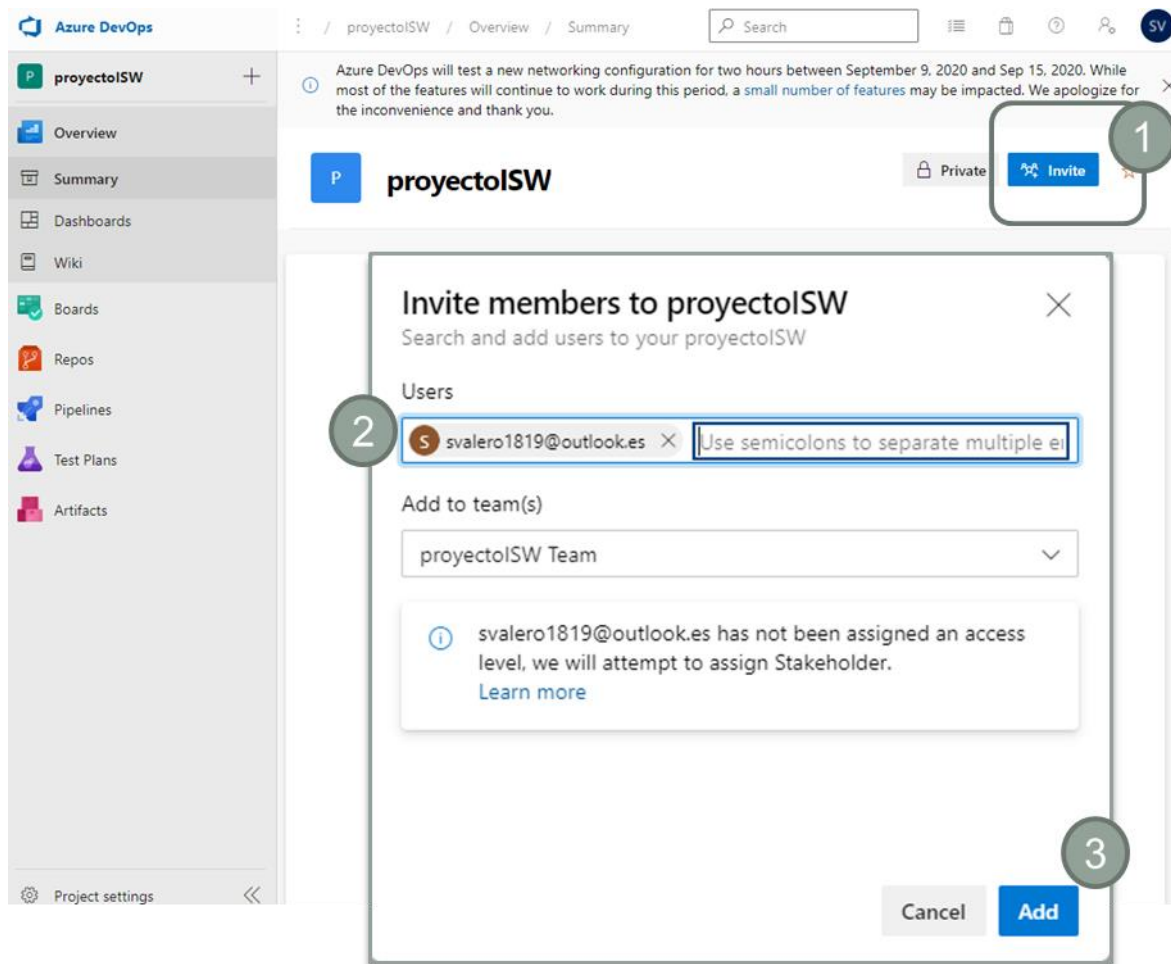 Azure DevOps
proyectoISW / Overview / Summary
Search
SV
P proyectoISW
Overview
Summary
Dashboards
Wiki
Boards
Repos
Pipelines
Test Plans
Artifacts
Project settings
Azure DevOps will test a new networking configuration for two hours between September 9, 2020 and Sep 15, 2020. While
most of the features will continue to work during this period, a small number of features may be impacted. We apologize for
the inconvenience and thank you.
P proyectoISW
Private
Invite
1
Invite members to proyectoISW
Search and add users to your proyectoISW
Users
2
S svalero1819@outlook.es Use semicolons to separate multiple
Add to team(s)
proyectoISW Team
svalero1819@outlook.es has not been assigned an access
level, we will attempt to assign Stakeholder.
Learn more
3
Cancel
Add